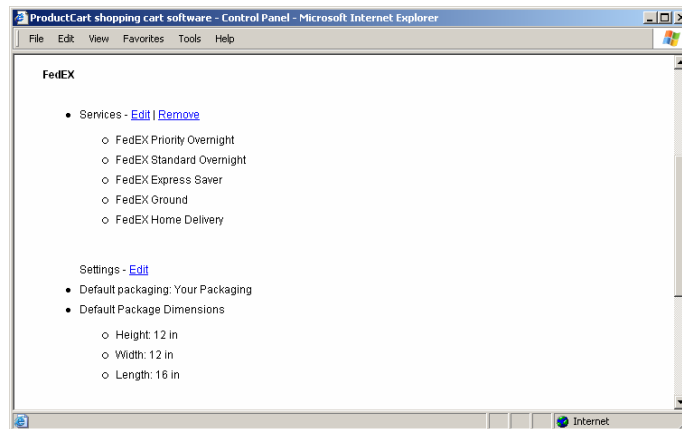 ProductCart shopping cart software - Control Panel - Microsoft Internet Explorer
File Edit View Favorites Tools Help
FedEX
Services - Edit | Remove
FedEX Priority Overnight
FedEX Standard Overnight
FedEX Express Saver
FedEX Ground
FedEX Home Delivery
Settings - Edit
Default packaging: Your Packaging
Default Package Dimensions
Height: 12 in
Width: 12 in
Length: 16 in
Internet